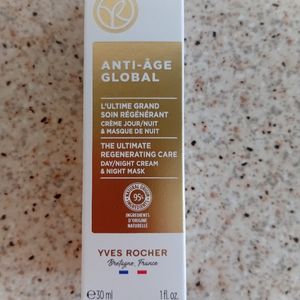 ANTI-ÂGE
GLOBAL
L'ULTIME GRAND
SOIN RÉGÉNÉRANT
CRÈME JOUR/NUIT
& MASQUE DE NUIT
THE ULTIMATE
REGENERATING CARE
DAY/NIGHT CREAM
& NIGHT MASK
95%
INGRÉDIENTS
D'ORIGINE
NATURELLE
YVES ROCHER
Bretagne, France
℮30 ml 1 fl. oz.